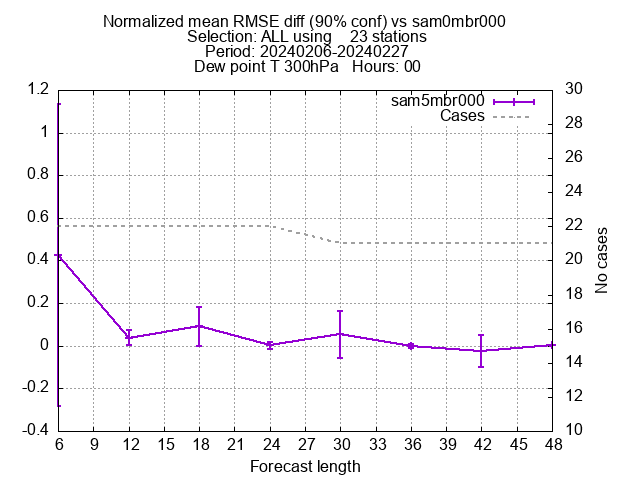 Normalized mean RMSE diff (90% conf) vs sam0mbr000
Selection: ALL using    23 stations
Period: 20240206-20240227
Dew point T 300hPa   Hours: 00
sam5mbr000
Cases
1.2
1
0.8
0.6
0.4
0.2
0
-0.2
-0.4
30
28
26
24
22
20
18
16
14
12
10
No cases
6 9 12 15 18 21 24 27 30 33 36 39 42 45 48
Forecast length